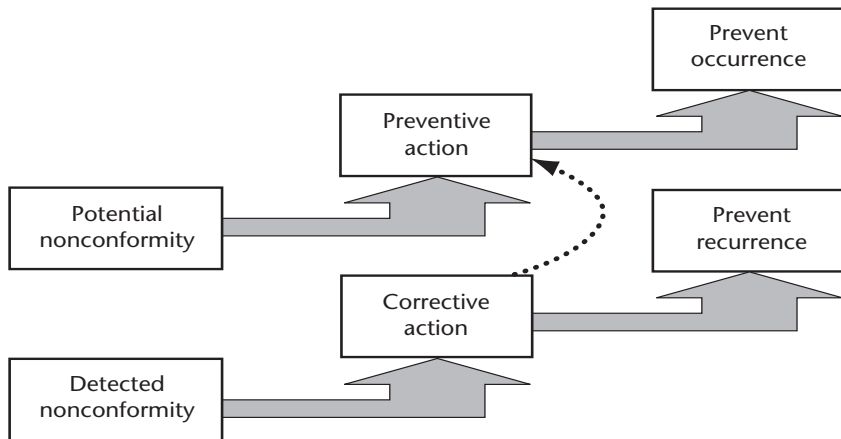 Prevent
occurrence
Preventive
action
Potential
nonconformity
Prevent
recurrence
Corrective
action
Detected
nonconformity